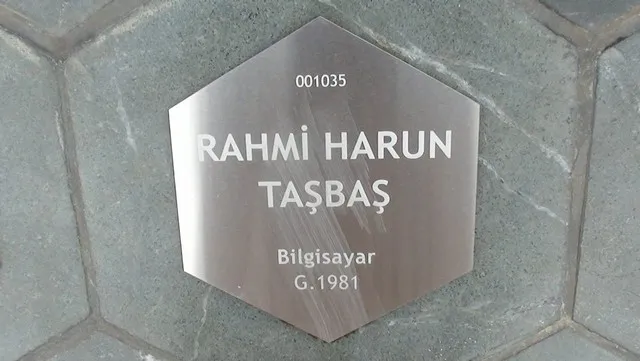 001035
RAHMİ HARUN
TAŞBAŞ
Bilgisayar
G.1981